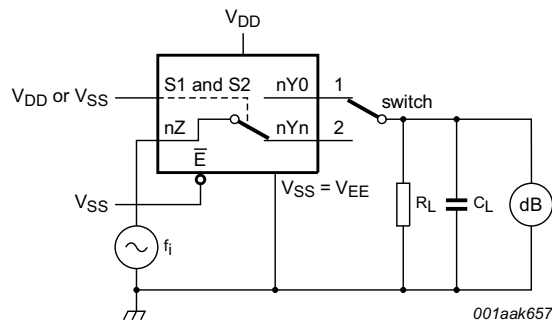 VDD
S1 and S2
nY0
1
switch
VDD or VSS
nZ
nYn
2
E
VSS = VEE
VSS
RL
CL
dB
fi
001aak657